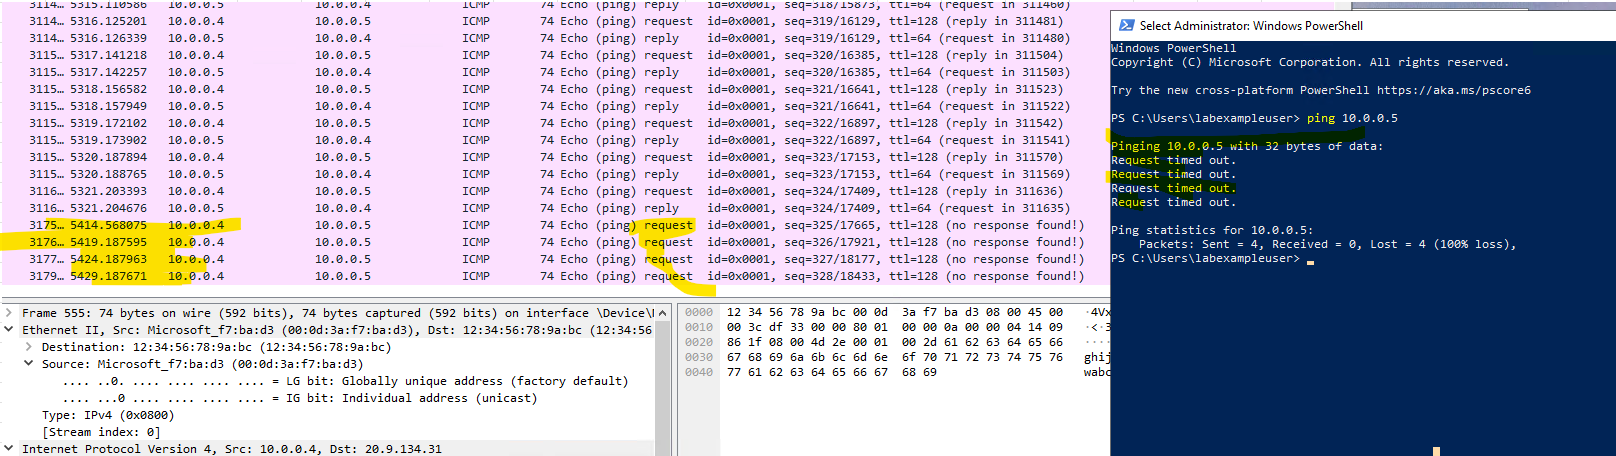 3114… 5315.110586 10.0.0.5 10.0.0.4 ICMP 74 Echo (ping) reply id=0x0001, seq=318/15873, ttl=64 (request in 311460)
3114… 5316.125201 10.0.0.4 10.0.0.5 ICMP 74 Echo (ping) request id=0x0001, seq=319/16129, ttl=128 (reply in 311481)
3114… 5316.126339 10.0.0.5 10.0.0.4 ICMP 74 Echo (ping) reply id=0x0001, seq=319/16129, ttl=64 (request in 311480)
3115… 5317.141218 10.0.0.4 10.0.0.5 ICMP 74 Echo (ping) request id=0x0001, seq=320/16385, ttl=128 (reply in 311504)
3115… 5317.142257 10.0.0.5 10.0.0.4 ICMP 74 Echo (ping) reply id=0x0001, seq=320/16385, ttl=64 (request in 311503)
3115… 5318.156582 10.0.0.4 10.0.0.5 ICMP 74 Echo (ping) request id=0x0001, seq=321/16641, ttl=128 (reply in 311523)
3115… 5318.157949 10.0.0.5 10.0.0.4 ICMP 74 Echo (ping) reply id=0x0001, seq=321/16641, ttl=64 (request in 311522)
3115… 5319.172102 10.0.0.4 10.0.0.5 ICMP 74 Echo (ping) request id=0x0001, seq=322/16897, ttl=128 (reply in 311542)
3115… 5319.173902 10.0.0.5 10.0.0.4 ICMP 74 Echo (ping) reply id=0x0001, seq=322/16897, ttl=64 (request in 311541)
3115… 5320.187894 10.0.0.4 10.0.0.5 ICMP 74 Echo (ping) request id=0x0001, seq=323/17153, ttl=128 (reply in 311570)
3115… 5320.188765 10.0.0.5 10.0.0.4 ICMP 74 Echo (ping) reply id=0x0001, seq=323/17153, ttl=64 (request in 311569)
3116… 5321.203393 10.0.0.4 10.0.0.5 ICMP 74 Echo (ping) request id=0x0001, seq=324/17409, ttl=128 (reply in 311636)
3116… 5321.204676 10.0.0.5 10.0.0.4 ICMP 74 Echo (ping) reply id=0x0001, seq=324/17409, ttl=64 (request in 311635)
3175… 5414.568075 10.0.0.4 10.0.0.5 ICMP 74 Echo (ping) request id=0x0001, seq=325/17665, ttl=128 (no response found!)
3176… 5419.187595 10.0.0.4 10.0.0.5 ICMP 74 Echo (ping) request id=0x0001, seq=326/17921, ttl=128 (no response found!)
3177… 5424.187963 10.0.0.4 10.0.0.5 ICMP 74 Echo (ping) request id=0x0001, seq=327/18177, ttl=128 (no response found!)
3179… 5429.187671 10.0.0.4 10.0.0.5 ICMP 74 Echo (ping) request id=0x0001, seq=328/18433, ttl=128 (no response found!)
Frame 555: 74 bytes on wire (592 bits), 74 bytes captured (592 bits) on interface \Device\
Ethernet II, Src: Microsoft_f7:ba:d3 (00:0d:3a:f7:ba:d3), Dst: 12:34:56:78:9a:bc (12:34:56
Destination: 12:34:56:78:9a:bc (12:34:56:78:9a:bc)
Source: Microsoft_f7:ba:d3 (00:0d:3a:f7:ba:d3)
.... ..0. .... .... .... .... = LG bit: Globally unique address (factory default)
.... ...0 .... .... .... .... = IG bit: Individual address (unicast)
Type: IPv4 (0x0800)
[Stream index: 0]
Internet Protocol Version 4, Src: 10.0.0.4, Dst: 20.9.134.31
0000 12 34 56 78 9a bc 00 0d 3a f7 ba d3 08 00 45 00 ·4Vx
0010 00 3c df 33 00 00 80 01 00 00 0a 00 00 04 14 09 ·<·3
0020 86 1f 08 00 4d 2e 00 01 00 2d 61 62 63 64 65 66 ····
0030 67 68 69 6a 6b 6c 6d 6e 6f 70 71 72 73 74 75 76 ghij
0040 77 61 62 63 64 65 66 67 68 69 wabc
Select Administrator: Windows PowerShell
Windows PowerShell
Copyright (C) Microsoft Corporation. All rights reserved.
Try the new cross-platform PowerShell https://aka.ms/pscore6
PS C:\Users\labexampleuser> ping 10.0.0.5
Pinging 10.0.0.5 with 32 bytes of data:
Request timed out.
Request timed out.
Request timed out.
Request timed out.
Ping statistics for 10.0.0.5:
Packets: Sent = 4, Received = 0, Lost = 4 (100% loss),
PS C:\Users\labexampleuser>